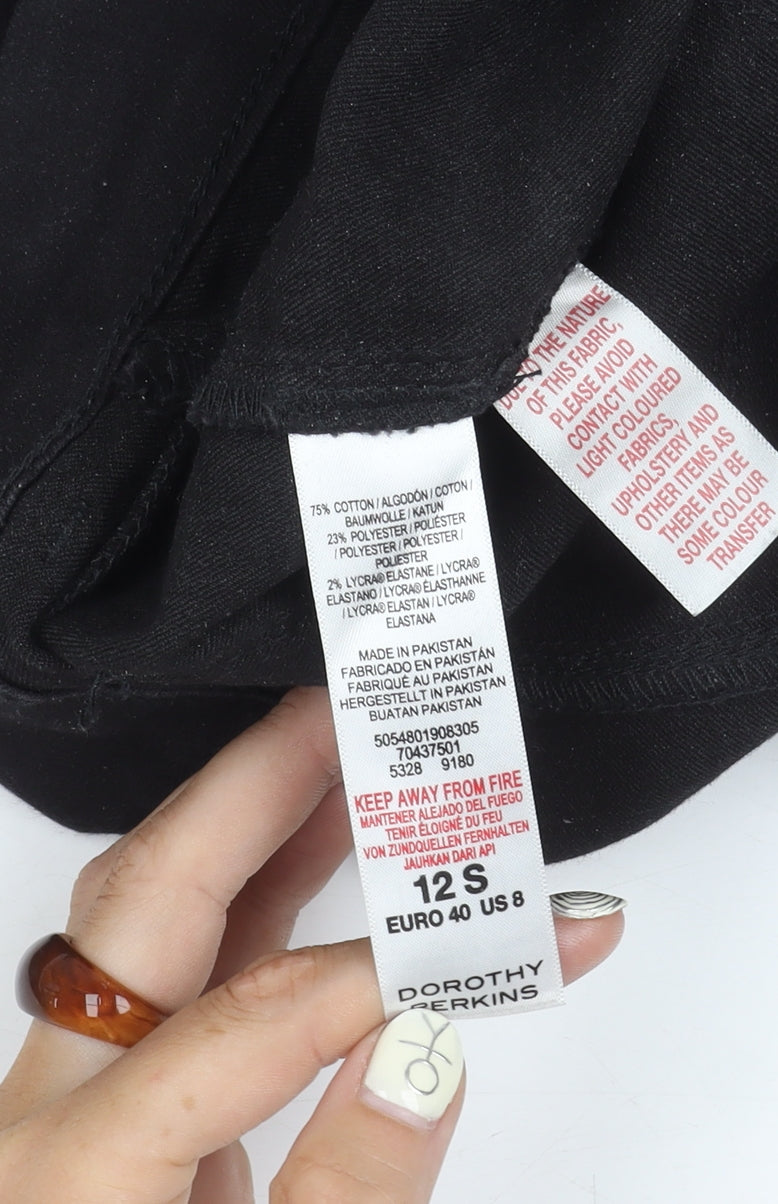 75% COTTON / ALGODÓN / COTON /
BAUMWOLLE / KATUN
23% POLYESTER / POLIÉSTER
/ POLYESTER / POLYESTER /
POLIESTER
2% LYCRA® ELASTANE / LYCRA®
ELASTANO / LYCRA® ÉLASTHANNE
/ LYCRA® ELASTAN / LYCRA®
ELASTANA
MADE IN PAKISTAN
FABRICADO EN PAKISTÁN
FABRIQUÉ AU PAKISTAN
HERGESTELLT IN PAKISTAN
BUATAN PAKISTAN
5054801908305
70437501
5328 9180
KEEP AWAY FROM FIRE
MANTENER ALEJADO DEL FUEGO
TENIR ÉLOIGNÉ DU FEU
VON ZUNDQUELLEN FERNHALTEN
JAUHKAN DARI API
12 S
EURO 40 US 8
DOROTHY
PERKINS
DUE TO THE NATURE
OF THIS FABRIC,
PLEASE AVOID
CONTACT WITH
LIGHT COLOURED
FABRICS,
UPHOLSTERY AND
OTHER ITEMS AS
THERE MAY BE
SOME COLOUR
TRANSFER